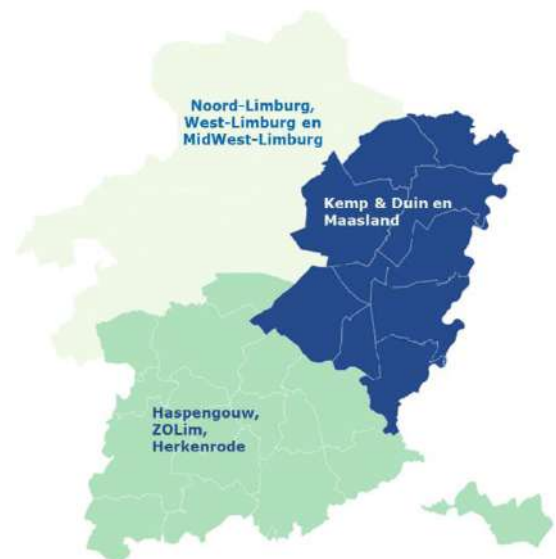 Noord-Limburg,
West-Limburg en
MidWest-Limburg
Kemp & Duin en
Maasland
Haspengouw,
ZOLim,
Herkenrode